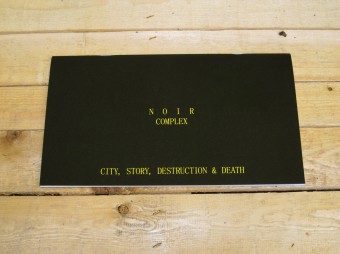 N O I R
COMPLEX
CITY, STORY, DESTRUCTION & DEATH